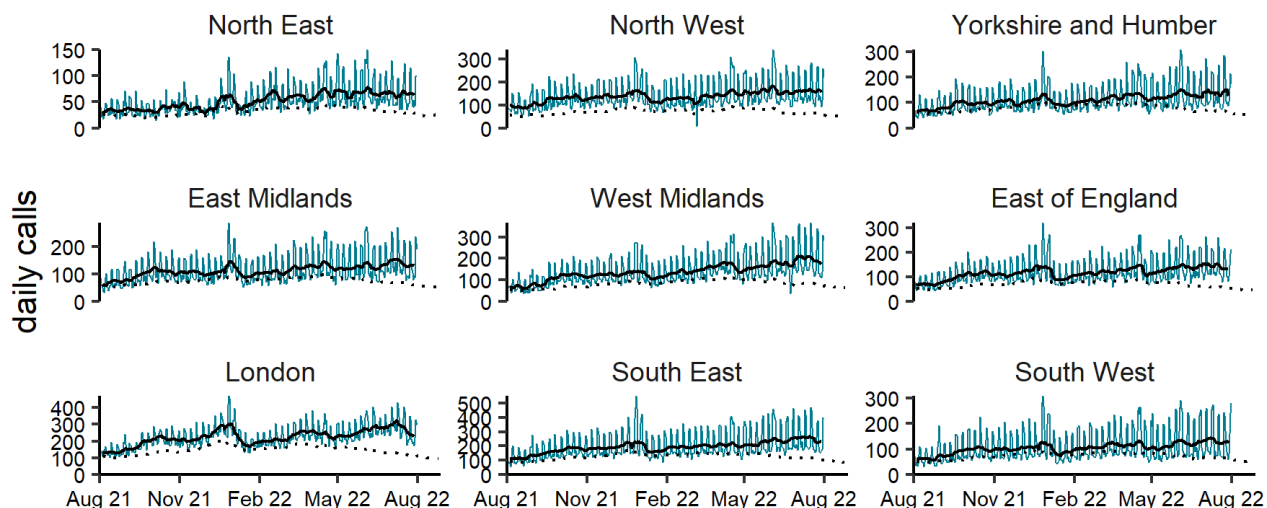 North East North West Yorkshire and Humber
150 100 50 0
300 200 100 0
300 200 100 0
East Midlands West Midlands East of England
daily calls
200 100 0
300 200 100 0
300 200 100 0
London South East South West
400 300 200 100 0
500 400 300 200 100 0
300 200 100 0
Aug 21 Nov 21 Feb 22 May 22 Aug 22 Aug 21 Nov 21 Feb 22 May 22 Aug 22 Aug 21 Nov 21 Feb 22 May 22 Aug 22